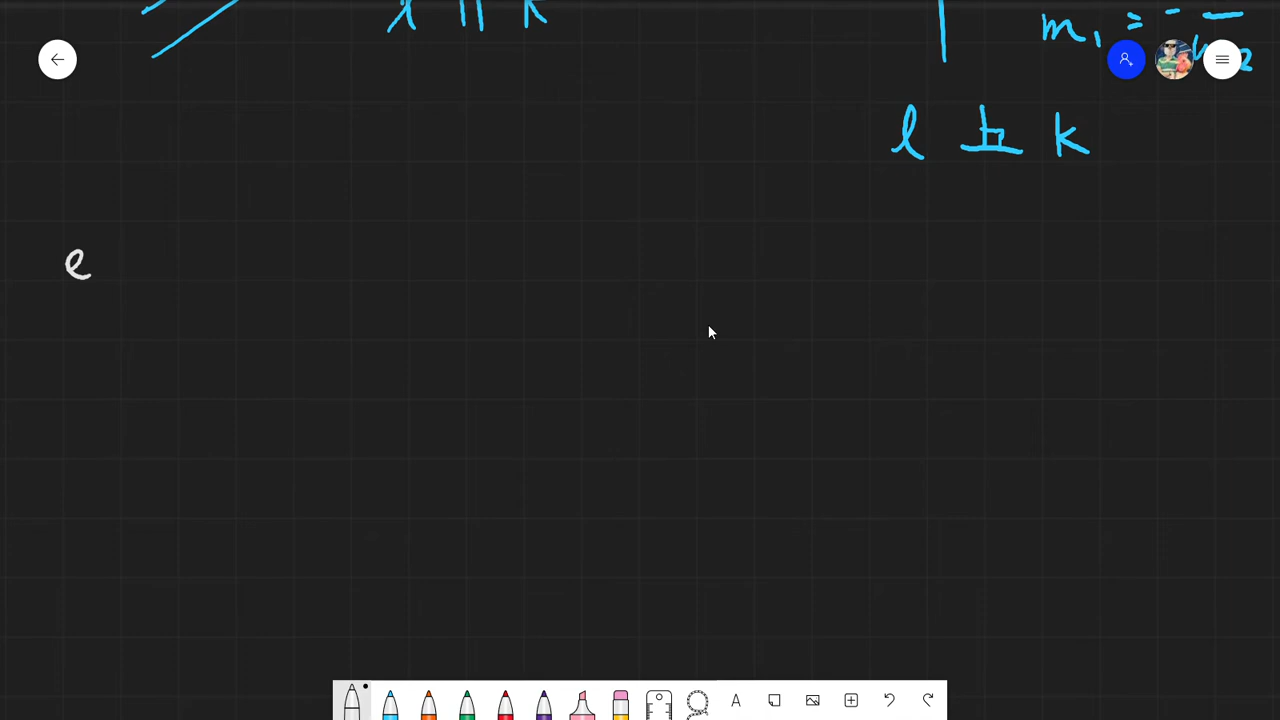 l || k
m₁ = -
l ⊥ k
e
A